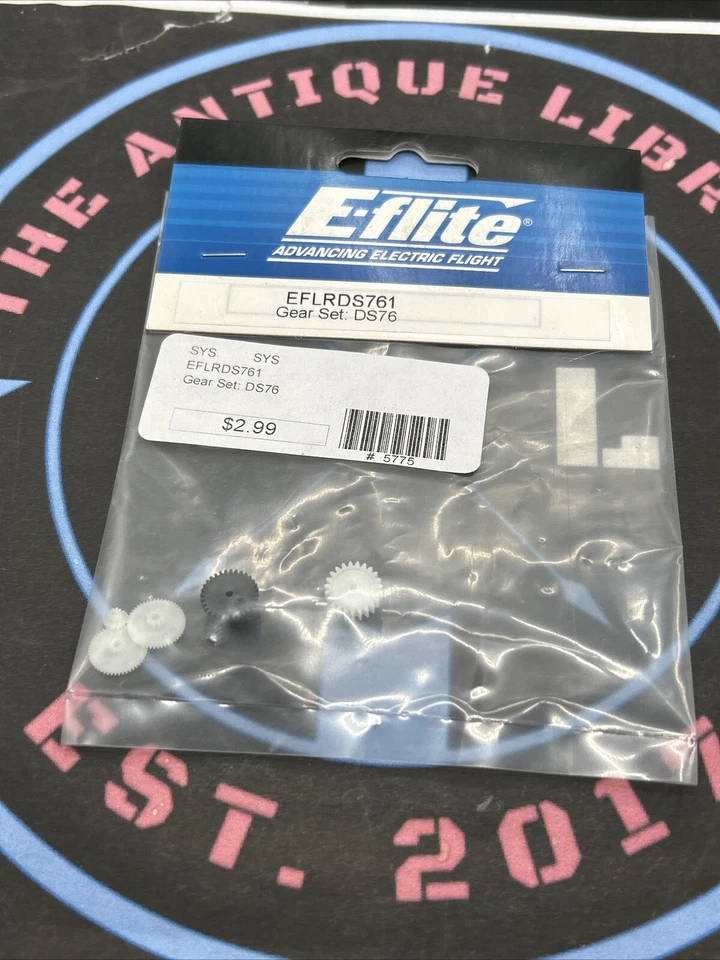 THE ANTIQUE LIBR
E-flite®
ADVANCING ELECTRIC FLIGHT
EFLRDS761
Gear Set: DS76
SYS SYS
EFLRDS761
Gear Set: DS76
$2.99
# 5775
L
EST. 2017